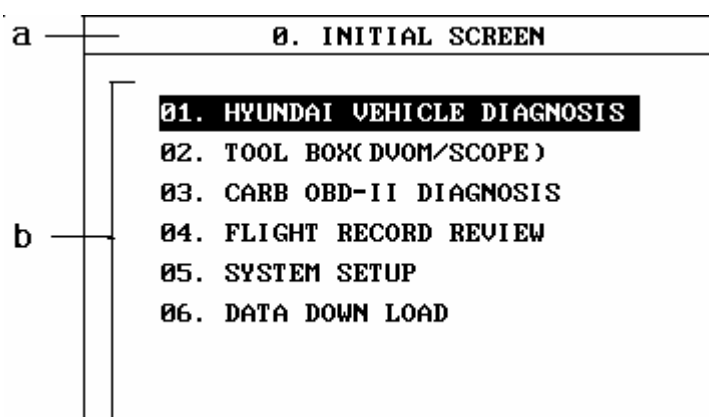 a
0. INITIAL SCREEN
01. HYUNDAI VEHICLE DIAGNOSIS
02. TOOL BOX(DVOM/SCOPE)
03. CARB OBD-II DIAGNOSIS
b
04. FLIGHT RECORD REVIEW
05. SYSTEM SETUP
06. DATA DOWN LOAD